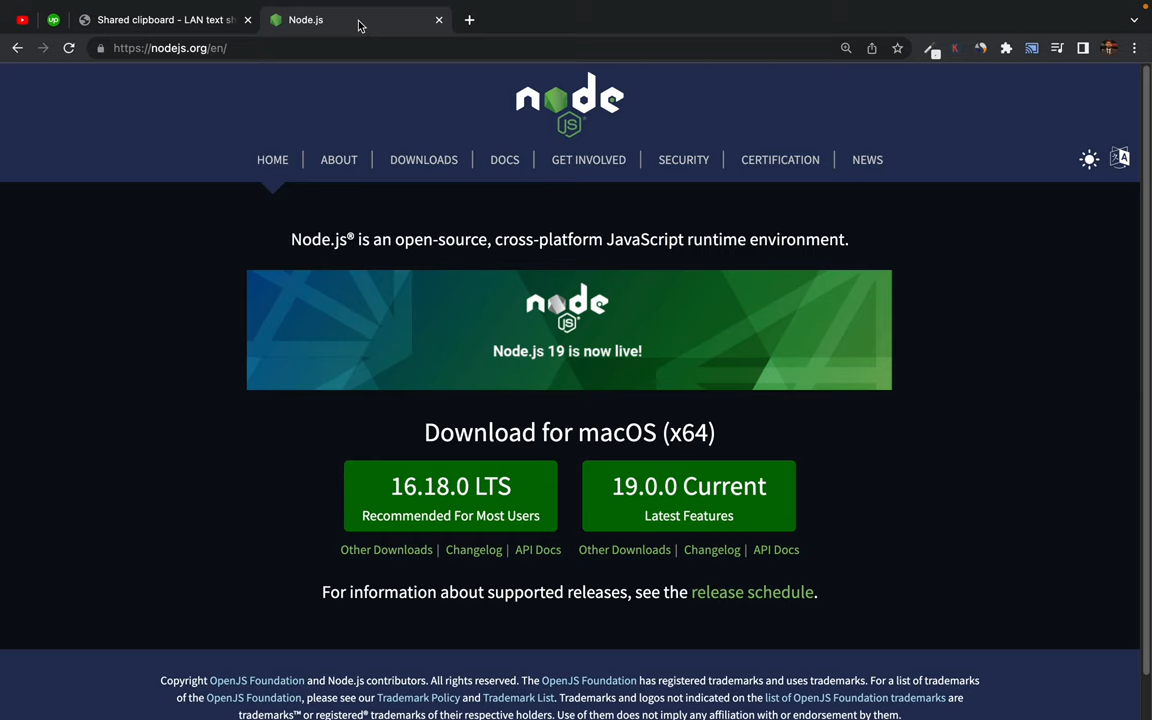 Shared clipboard - LAN text sh
Node.js
https://nodejs.org/en/
node
JS
HOME
ABOUT
DOWNLOADS
DOCS
GET INVOLVED
SECURITY
CERTIFICATION
NEWS
Node.js® is an open-source, cross-platform JavaScript runtime environment.
node
JS
Node.js 19 is now live!
Download for macOS (x64)
16.18.0 LTS
Recommended For Most Users
19.0.0 Current
Latest Features
Other Downloads | Changelog | API Docs
Other Downloads | Changelog | API Docs
For information about supported releases, see the release schedule.
Copyright OpenJS Foundation and Node.js contributors. All rights reserved. The OpenJS Foundation has registered trademarks and uses trademarks. For a list of trademarks
of the OpenJS Foundation, please see our Trademark Policy and Trademark List. Trademarks and logos not indicated on the list of OpenJS Foundation trademarks are
trademarks™ or registered® trademarks of their respective holders. Use of them does not imply any affiliation with or endorsement by them.